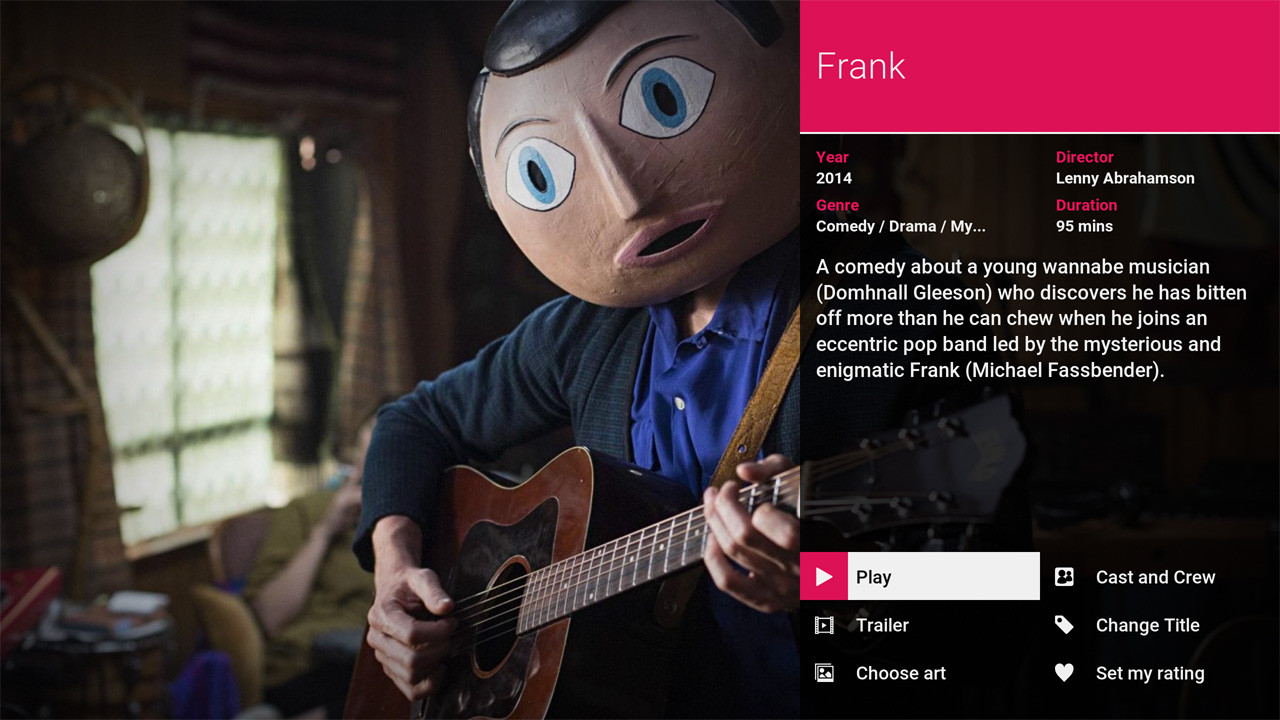 Frank
Year
2014
Director
Lenny Abrahamson
Genre
Comedy / Drama / My...
Duration
95 mins
A comedy about a young wannabe musician
(Domhnall Gleeson) who discovers he has bitten
off more than he can chew when he joins an
eccentric pop band led by the mysterious and
enigmatic Frank (Michael Fassbender).
Play
Cast and Crew
Trailer
Change Title
Choose art
Set my rating